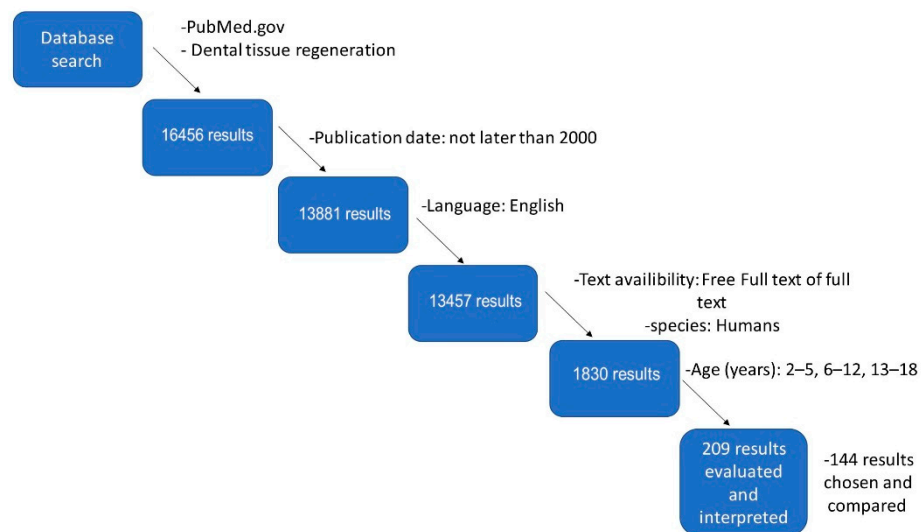 Database
search
-PubMed.gov
- Dental tissue regeneration
16456 results
-Publication date: not later than 2000
13881 results
-Language: English
13457 results
-Text availibility: Free Full text of full
text
-species: Humans
1830 results
-Age (years): 2–5, 6–12, 13–18
209 results
evaluated
and
interpreted
-144 results
chosen and
compared